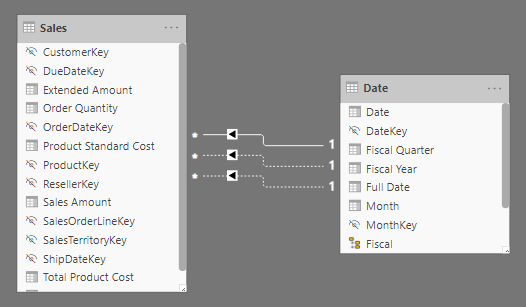 Sales
CustomerKey
DueDateKey
Extended Amount
Order Quantity
OrderDateKey
Product Standard Cost
ProductKey
ResellerKey
Sales Amount
SalesOrderLineKey
SalesTerritoryKey
ShipDateKey
Total Product Cost
*
*
*
1
1
1
Date
Date
DateKey
Fiscal Quarter
Fiscal Year
Full Date
Month
MonthKey
Fiscal